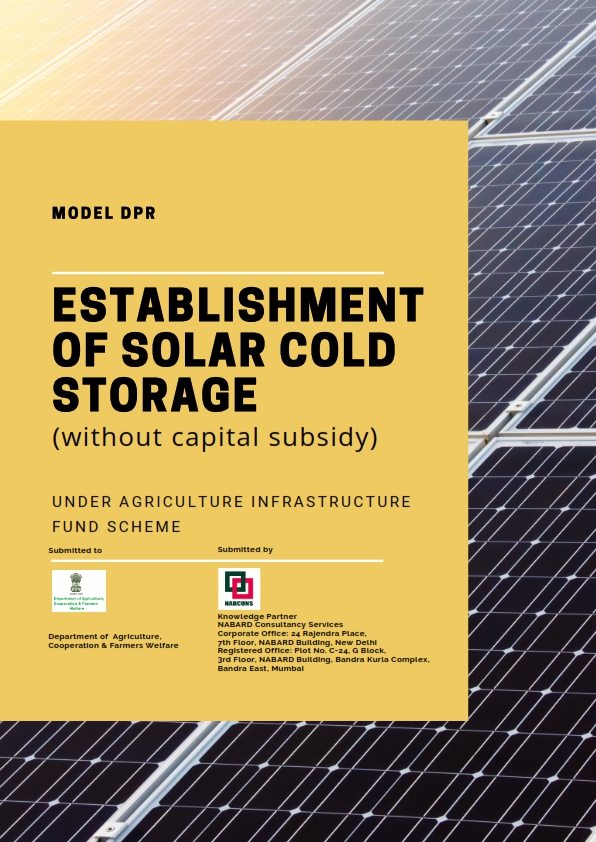 MODEL DPR
ESTABLISHMENT
OF SOLAR COLD
STORAGE
(without capital subsidy)
UNDER AGRICULTURE INFRASTRUCTURE
FUND SCHEME
Submitted to
Submitted by
Department of Agriculture,
Cooperation & Farmers
Welfare
NABCONS
Department of Agriculture,
Cooperation & Farmers Welfare
Knowledge Partner
NABARD Consultancy Services
Corporate Office: 24 Rajendra Place,
7th Floor, NABARD Building, New Delhi
Registered Office: Plot No. C-24, G Block,
3rd Floor, NABARD Building, Bandra Kurla Complex,
Bandra East, Mumbai